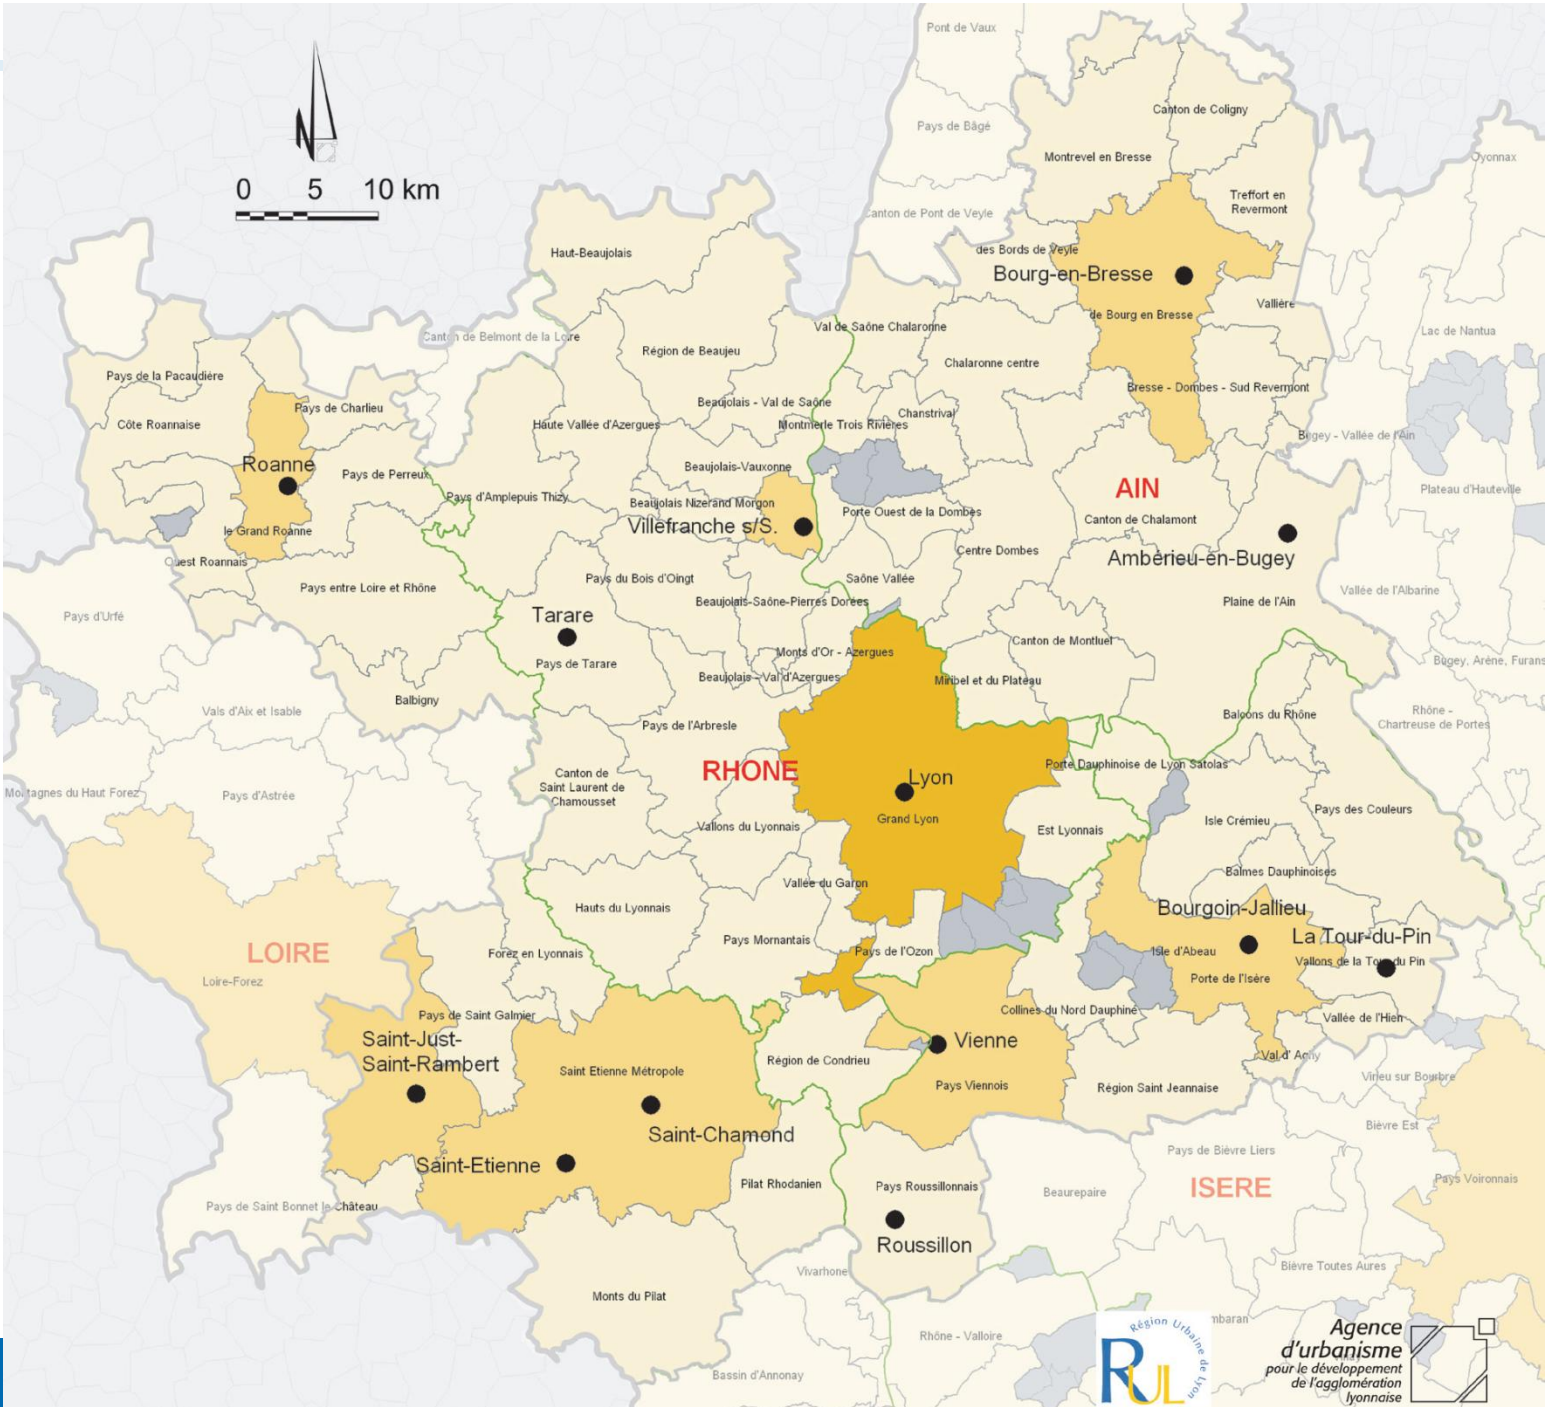 Pont de Vaux
Canton de Coligny
Pays de Bâgé
Montrevel en Bresse
Oyonnax
N
0 5 10 km
Treffort en
Revermont
Canton de Pont de Veyle
Haut-Beaujolais
des Bords de Veyle
Bourg-en-Bresse
Vallière
de Bourg en Bresse
Val de Saône Chalaronne
Canton de Belmont de la Loire
Lac de Nantua
Région de Beaujeu
Chalaronne centre
Pays de la Pacaudière
Bresse - Dombes - Sud Revermont
Pays de Charlieu
Beaujolais - Val de Saône
Chanstrival
Côte Roannaise
Haute Vallée d'Azergues
Montmerle Trois Rivières
Bugey - Vallée de l'Ain
Roanne
Pays de Perreux
Beaujolais-Vauxonne
AIN
Plateau d'Hauteville
Pays d'Amplepuis Thizy
Beaujolais Nizerand Morgon
Porte Ouest de la Dombes
Canton de Chalamont
le Grand Roanne
Villefranche s/S.
Centre Dombes
Ambérieu-en-Bugey
Ouest Roannais
Pays entre Loire et Rhône
Pays du Bois d'Oingt
Saône Vallée
Vallée de l'Albarine
Beaujolais-Saône-Pierres Dorées
Plaine de l'Ain
Pays d'Urfé
Tarare
Canton de Montluel
Monts d'Or - Azergues
Pays de Tarare
Bugey, Arène, Furans
Beaujolais - Val d'Azergues
Miribel et du Plateau
Balbigny
Vals d'Aix et Isable
Rhône -
Chartreuse de Portes
Balcons du Rhône
Pays de l'Arbresle
RHONE
Porte Dauphinoise de Lyon Satolas
Canton de
Saint Laurent de
Chamousset
Lyon
Montagnes du Haut Forez
Pays d'Astrée
Pays des Couleurs
Grand Lyon
Isle Crémieu
Vallons du Lyonnais
Est Lyonnais
Balmes Dauphinoises
Vallée du Garon
Hauts du Lyonnais
Bourgoin-Jallieu
La Tour-du-Pin
Pays Mornantais
LOIRE
Forez en Lyonnais
Pays de l'Ozon
Isle d'Abeau
Vallons de la Tour du Pin
Loire-Forez
Porte de l'Isère
Collines du Nord Dauphiné
Pays de Saint Galmier
Vallée de l'Hien
Saint-Just-
Saint-Rambert
Vienne
Région de Condrieu
Val d' Agny
Saint Etienne Métropole
Pays Viennois
Région Saint Jeannaise
Virieu sur Bourbre
Bièvre Est
Saint-Chamond
Pays de Bièvre Liers
Saint-Etienne
Pilat Rhodanien
Pays Roussillonnais
ISERE
Pays Voironnais
Beaurepaire
Pays de Saint Bonnet le Château
Roussillon
Vivarhone
Bièvre Toutes Aures
Monts du Pilat
Rhône - Valloire
Bassin d'Annonay
Région Urbaine de Lyon
RUL
Agence
d'urbanisme
pour le développement
de l'agglomération
lyonnaise